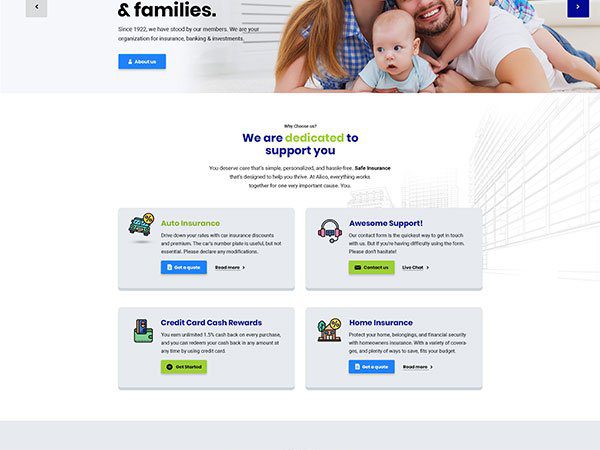 & families.
Since 1922, we have stood by our members. We are your
organization for insurance, banking & investments.
About us
Why Choose us?
We are dedicated to
support you
You deserve care that's simple, personalized, and hassle-free. Safe Insurance
that's designed to help you thrive. At Alico, everything works
together for one very important cause. You.
Auto Insurance
Drive down your rates with car insurance discounts
and premium. The car's number plate is useful, but not
essential. Please declare any modifications.
Get a quote
Read more
Awesome Support!
Our contact form is the quickest way to get in touch
with us. But if you're having difficulty using the form.
Please don't hasitate!
Contact us
Live Chat
Credit Card Cash Rewards
You earn unlimited 1.5% cash back on every purchase,
and you can redeem your cash back in any amount at
any time by using credit card.
Get Started
Home Insurance
Protect your home, belongings, and financial security
with homeowners insurance. With a variety of covera-
ges, and plenty of ways to save, fits your budget.
Get a quote
Read more